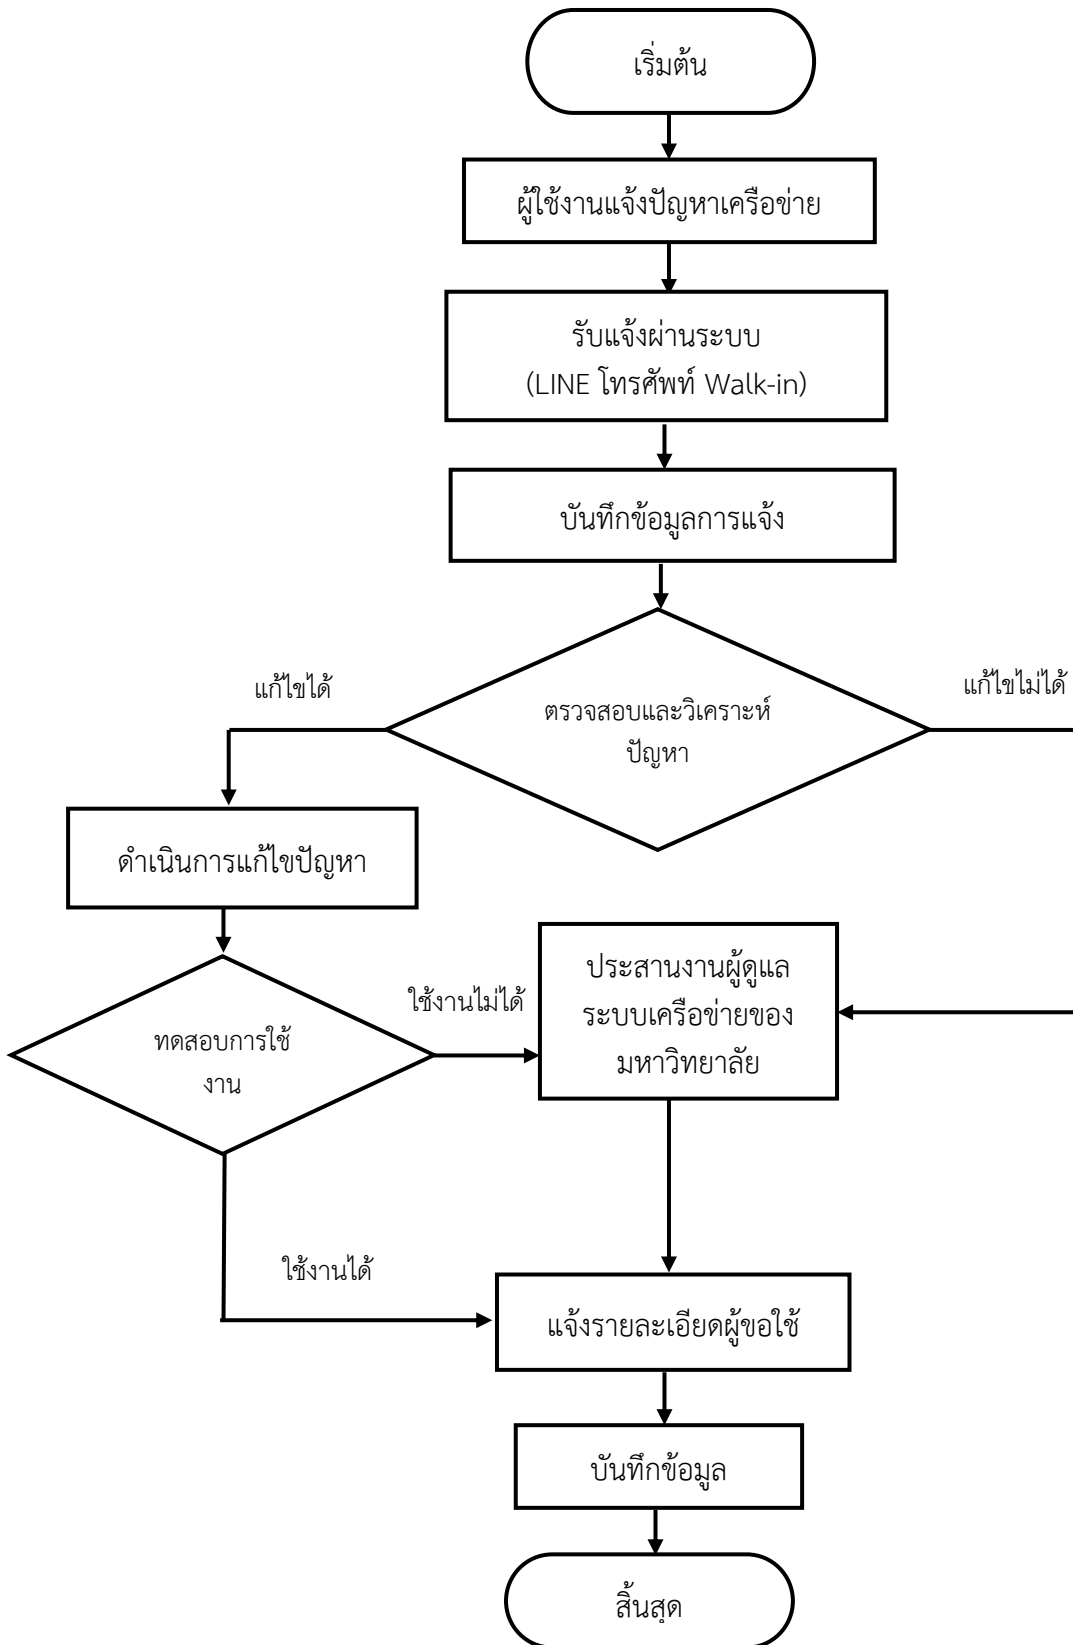 เริ่มต้น
ผู้ใช้งานแจ้งปัญหาเครือข่าย
รับแจ้งผ่านระบบ
(LINE โทรศัพท์ Walk-in)
บันทึกข้อมูลการแจ้ง
แก้ไขได้
แก้ไขไม่ได้
ตรวจสอบและวิเคราะห์
ปัญหา
ดำเนินการแก้ไขปัญหา
ประสานงานผู้ดูแล
ระบบเครือข่ายของ
มหาวิทยาลัย
ใช้งานไม่ได้
ทดสอบการใช้
งาน
ใช้งานได้
แจ้งรายละเอียดผู้ขอใช้
บันทึกข้อมูล
สิ้นสุด